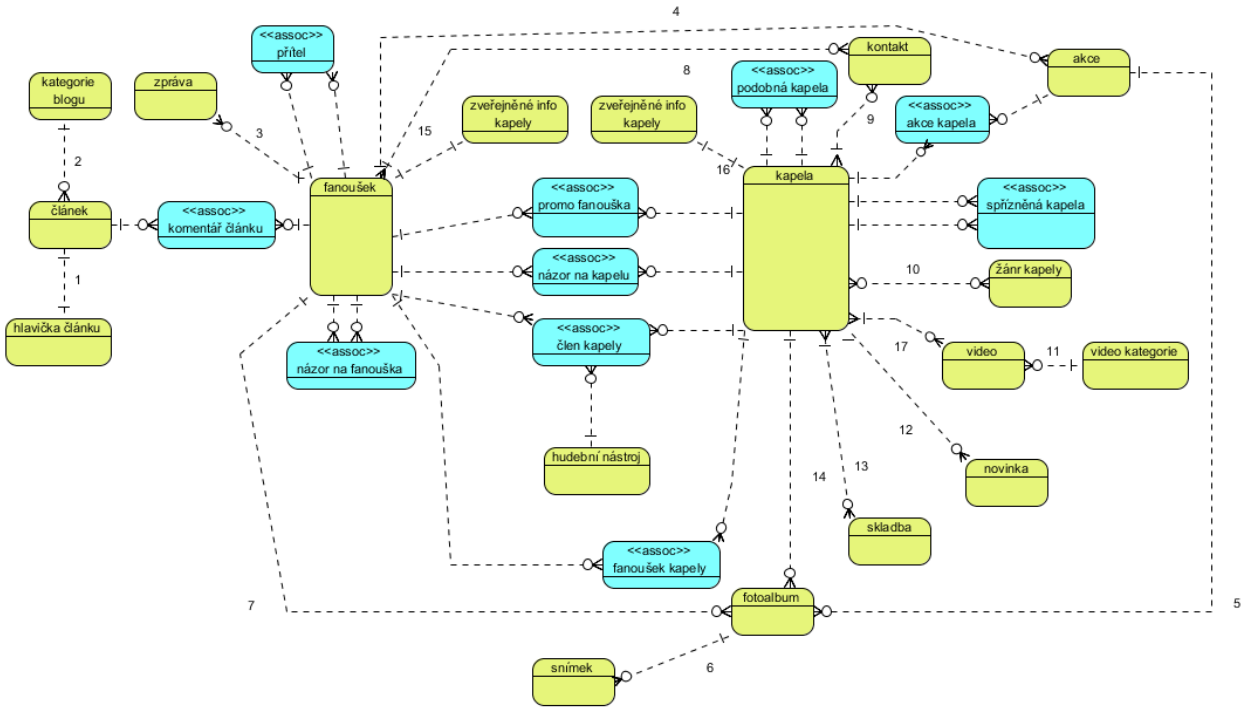 4
<<assoc>>
přítel
kontakt
akce
kategorie
blogu
zpráva
8
<<assoc>>
podobná kapela
zveřejněné info
kapely
zveřejněné info
kapely
<<assoc>>
akce kapela
3
15
9
2
16
fanoušek
kapela
článek
<<assoc>>
komentář článku
<<assoc>>
promo fanouška
<<assoc>>
spřízněná kapela
<<assoc>>
názor na kapelu
10
žánr kapely
1
hlavička článku
<<assoc>>
názor na fanouška
<<assoc>>
člen kapely
17
video
11
video kategorie
12
hudební nástroj
novinka
14
13
skladba
<<assoc>>
fanoušek kapely
7
fotoalbum
5
snímek
6